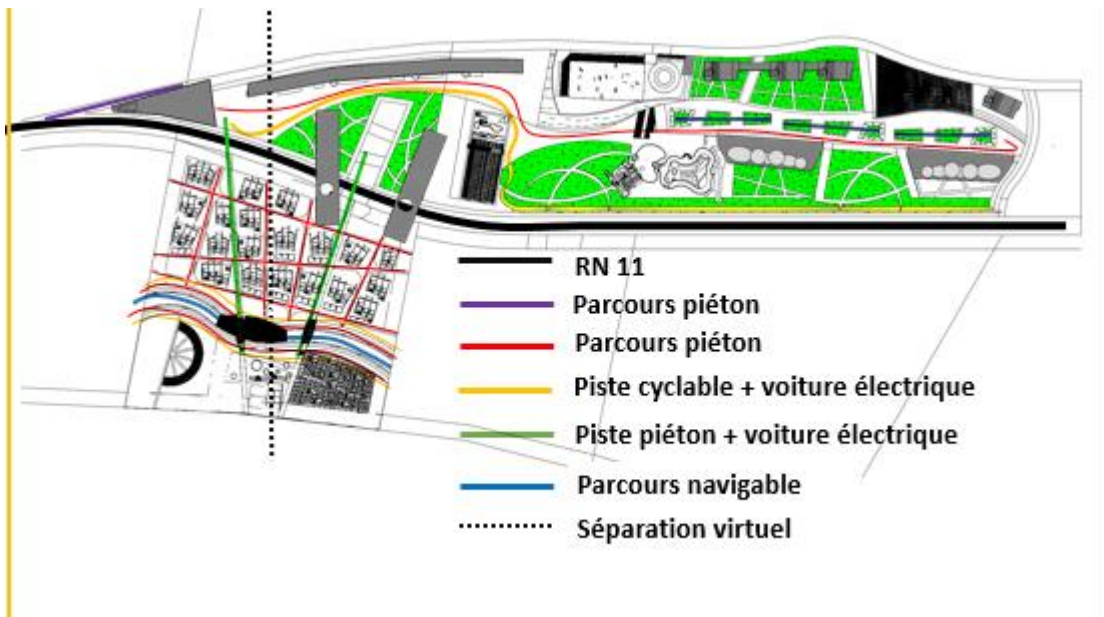 RN 11
Parcours piéton
Parcours piéton
Piste cyclable + voiture électrique
Piste piéton + voiture électrique
Parcours navigable
Séparation virtuel